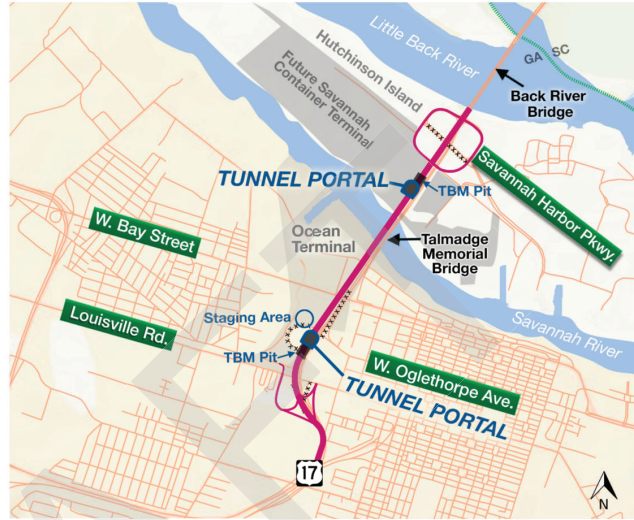 Little Back River
GA
SC
Hutchinson Island
Future Savannah
Container Terminal
Back River
Bridge
TUNNEL PORTAL
TBM Pit
Savannah Harbor Pkwy.
W. Bay Street
Ocean
Terminal
Talmadge
Memorial
Bridge
Staging Area
Savannah River
Louisville Rd.
TBM Pit
W. Oglethorpe Ave.
TUNNEL PORTAL
17
N